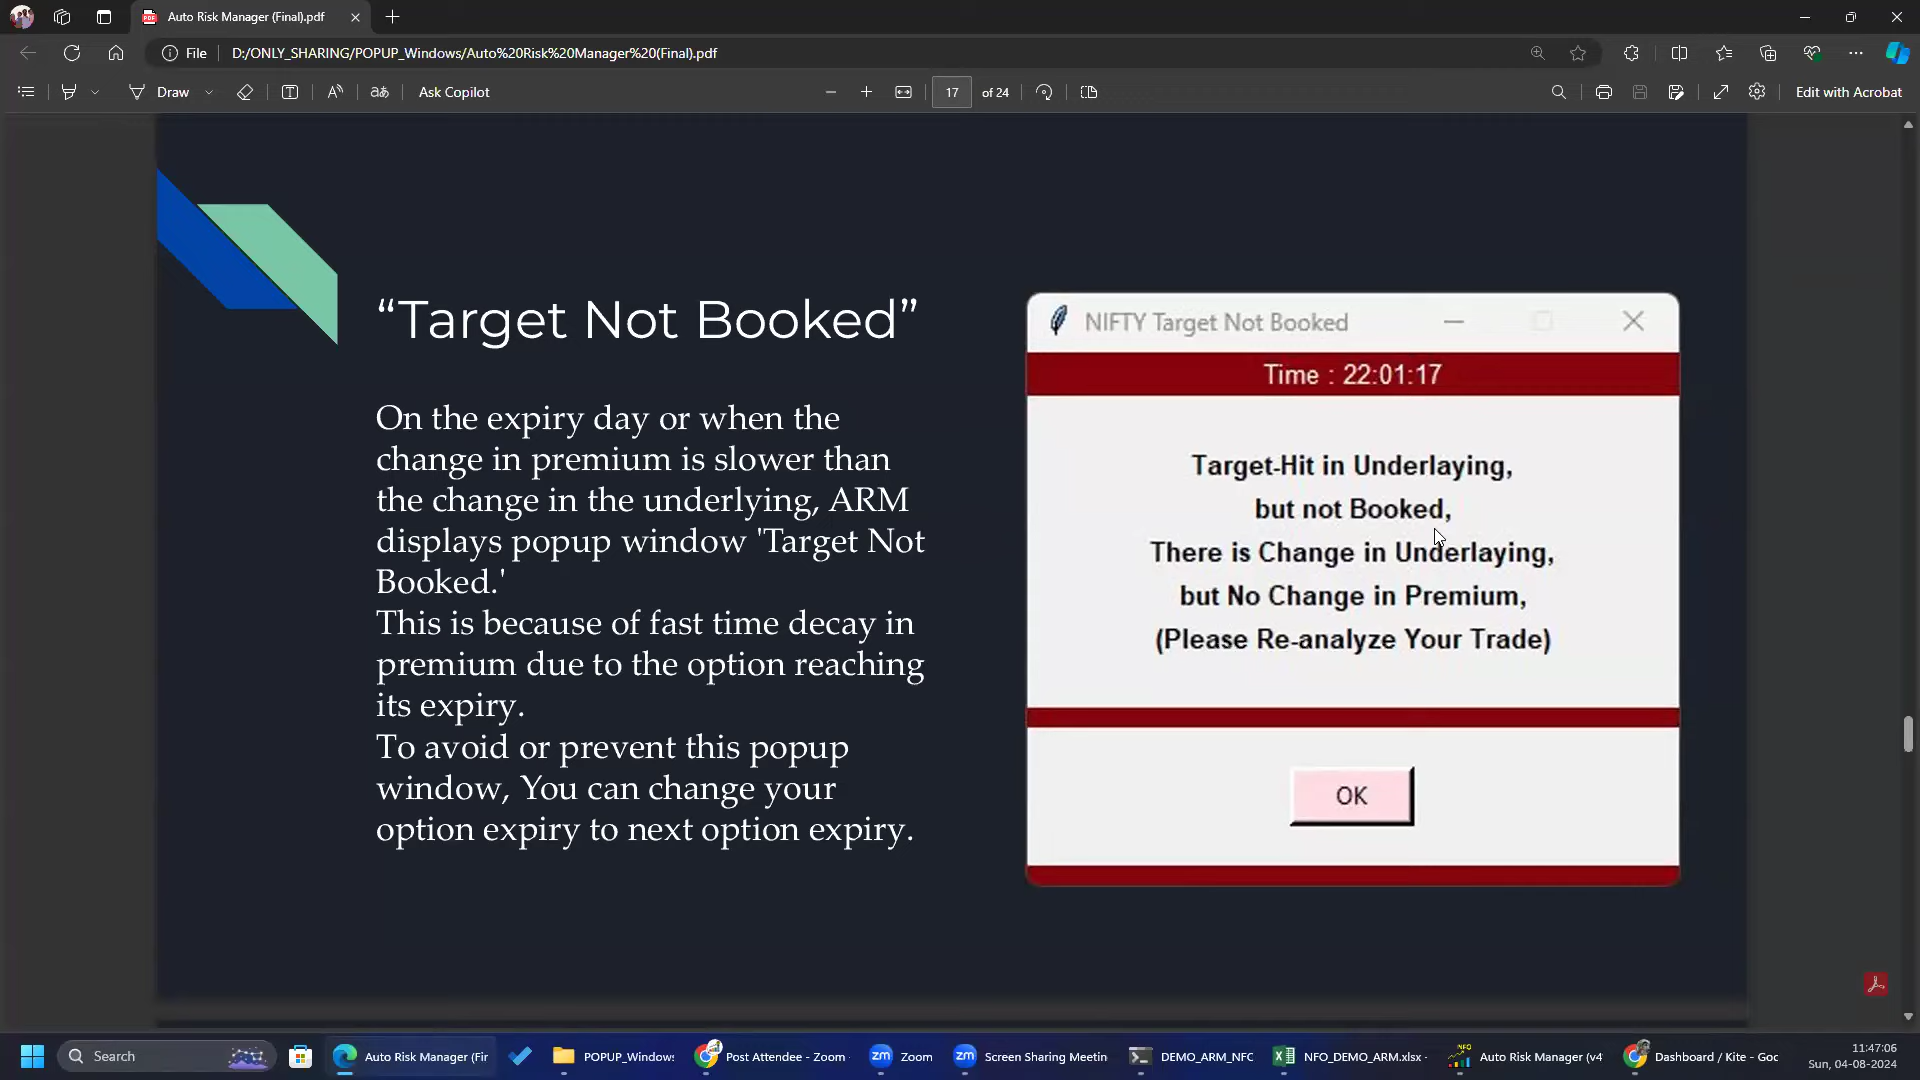 Auto Risk Manager (Final).pdf
File
D:/ONLY_SHARING/POPUP_Windows/Auto%20Risk%20Manager%20(Final).pdf
Draw
Ask Copilot
17
of 24
Edit with Acrobat
“Target Not Booked”
On the expiry day or when the
change in premium is slower than
the change in the underlying, ARM
displays popup window 'Target Not
Booked.'
This is because of fast time decay in
premium due to the option reaching
its expiry.
To avoid or prevent this popup
window, You can change your
option expiry to next option expiry.
NIFTY Target Not Booked
Time : 22:01:17
Target-Hit in Underlaying,
but not Booked,
There is Change in Underlaying,
but No Change in Premium,
(Please Re-analyze Your Trade)
OK
Search
Auto Risk Manager (Fir
POPUP_Windows
Post Attendee - Zoom
Zoom
Screen Sharing Meetin
DEMO_ARM_NFO
NFO_DEMO_ARM.xlsx -
Auto Risk Manager (v4
Dashboard / Kite - Goo
11:47:06
Sun, 04-08-2024